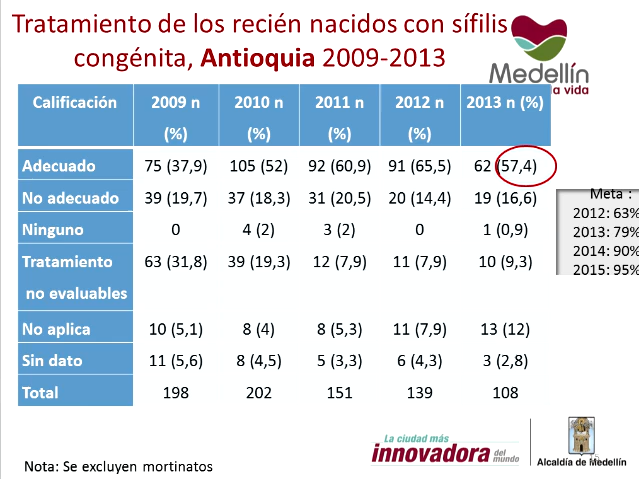 Tratamiento de los recién nacidos con sífilis
congénita, Antioquia 2009-2013
Medellín
la vida
Calificación 2009 n (%) 2010 n (%) 2011 n (%) 2012 n (%) 2013 n (%)
Adecuado 75 (37,9) 105 (52) 92 (60,9) 91 (65,5) 62 (57,4)
No adecuado 39 (19,7) 37 (18,3) 31 (20,5) 20 (14,4) 19 (16,6)
Ninguno 0 4 (2) 3 (2) 0 1 (0,9)
Tratamiento no evaluables 63 (31,8) 39 (19,3) 12 (7,9) 11 (7,9) 10 (9,3)
No aplica 10 (5,1) 8 (4) 8 (5,3) 11 (7,9) 13 (12)
Sin dato 11 (5,6) 8 (4,5) 5 (3,3) 6 (4,3) 3 (2,8)
Total 198 202 151 139 108
Meta :
2012: 63%
2013: 79%
2014: 90%
2015: 95%
Nota: Se excluyen mortinatos
La ciudad más
innovadora del mundo
Alcaldía de Medellín